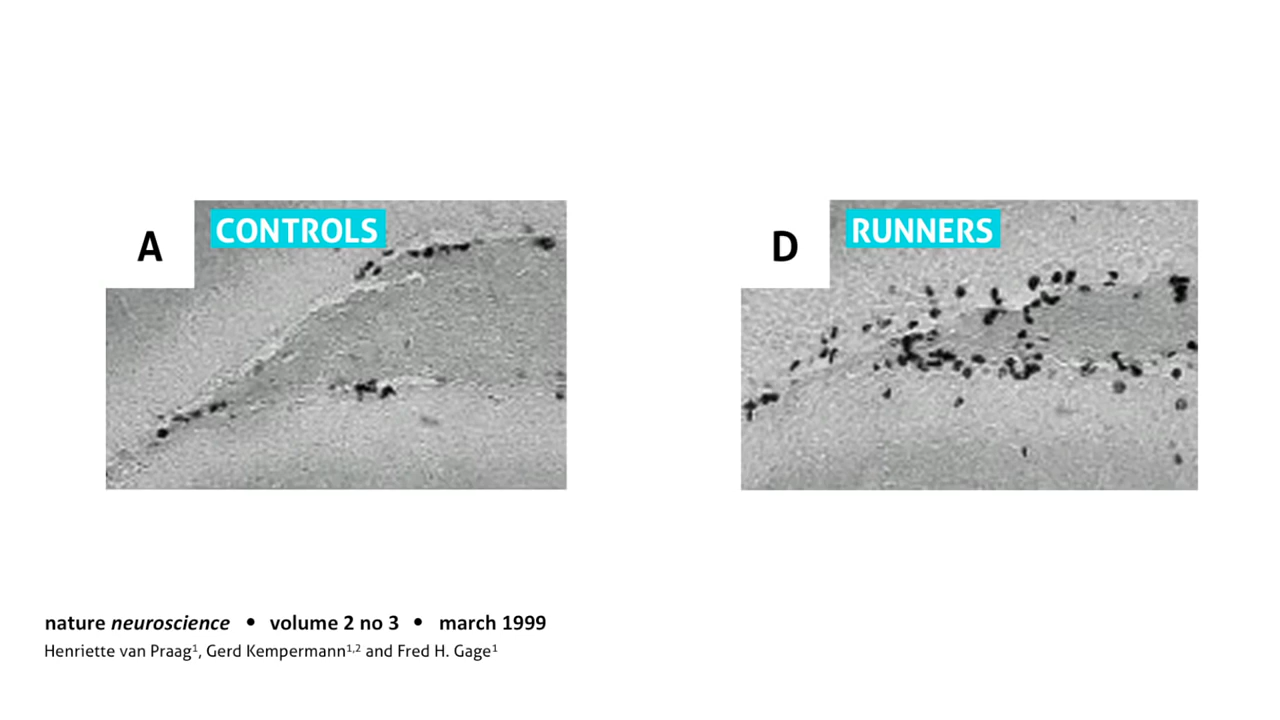 A
CONTROLS
D
RUNNERS
nature neuroscience • volume 2 no 3 • march 1999
Henriette van Praag¹, Gerd Kempermann¹,² and Fred H. Gage¹